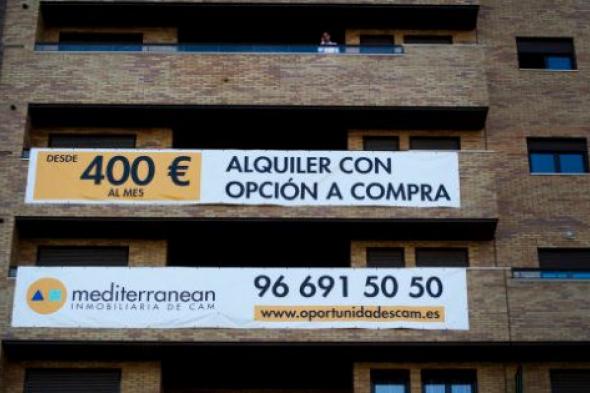 DESDE
400 €
AL MES
ALQUILER CON
OPCIÓN A COMPRA
mediterranean
INMOBILIARIA DE CAM
96 691 50 50
www.oportunidadescam.es